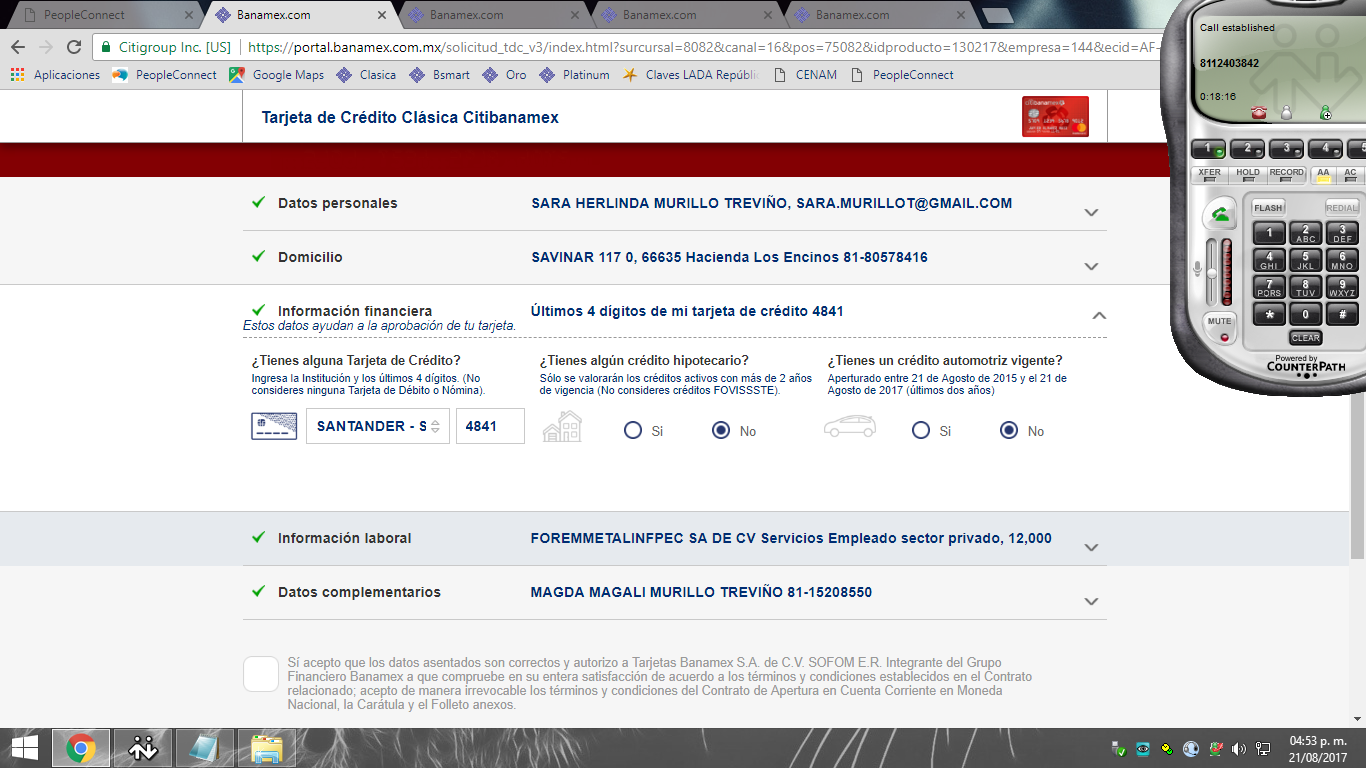 PeopleConnect
Banamex.com
Banamex.com
Banamex.com
Banamex.com
Citigroup Inc. [US]
https://portal.banamex.com.mx/solicitud_tdc_v3/index.html?surcursal=8082&canal=16&pos=75082&idproducto=130217&empresa=144&ecid=AF-
Aplicaciones PeopleConnect Google Maps Clasica Bsmart Oro Platinum Claves LADA Repúblic CENAM PeopleConnect
Tarjeta de Crédito Clásica Citibanamex
Datos personales SARA HERLINDA MURILLO TREVIÑO, SARA.MURILLOT@GMAIL.COM
Domicilio SAVINAR 117 0, 66635 Hacienda Los Encinos 81-80578416
Información financiera Últimos 4 dígitos de mi tarjeta de crédito 4841
Estos datos ayudan a la aprobación de tu tarjeta.
¿Tienes alguna Tarjeta de Crédito?
Ingresa la Institución y los últimos 4 dígitos. (No
consideres ninguna Tarjeta de Débito o Nómina).
SANTANDER - S 4841
¿Tienes algún crédito hipotecario?
Sólo se valorarán los créditos activos con más de 2 años
de vigencia (No consideres créditos FOVISSSTE).
Si No
¿Tienes un crédito automotriz vigente?
Aperturado entre 21 de Agosto de 2015 y el 21 de
Agosto de 2017 (últimos dos años)
Si No
Información laboral FOREMMETALINFPEC SA DE CV Servicios Empleado sector privado, 12,000
Datos complementarios MAGDA MAGALI MURILLO TREVIÑO 81-15208550
Sí acepto que los datos asentados son correctos y autorizo a Tarjetas Banamex S.A. de C.V. SOFOM E.R. Integrante del Grupo
Financiero Banamex a que compruebe en su entera satisfacción de acuerdo a los términos y condiciones establecidos en el Contrato
relacionado; acepto de manera irrevocable los términos y condiciones del Contrato de Apertura en Cuenta Corriente en Moneda
Nacional, la Carátula y el Folleto anexos.
Call established
8112403842
0:18:16
1 2 3 4 5
XFER HOLD RECORD AA AC
FLASH REDIAL
1 2 ABC 3 DEF
4 GHI 5 JKL 6 MNO
7 PQRS 8 TUV 9 WXYZ
* 0 #
MUTE
CLEAR
Powered by
COUNTERPATH
04:53 p. m.
21/08/2017